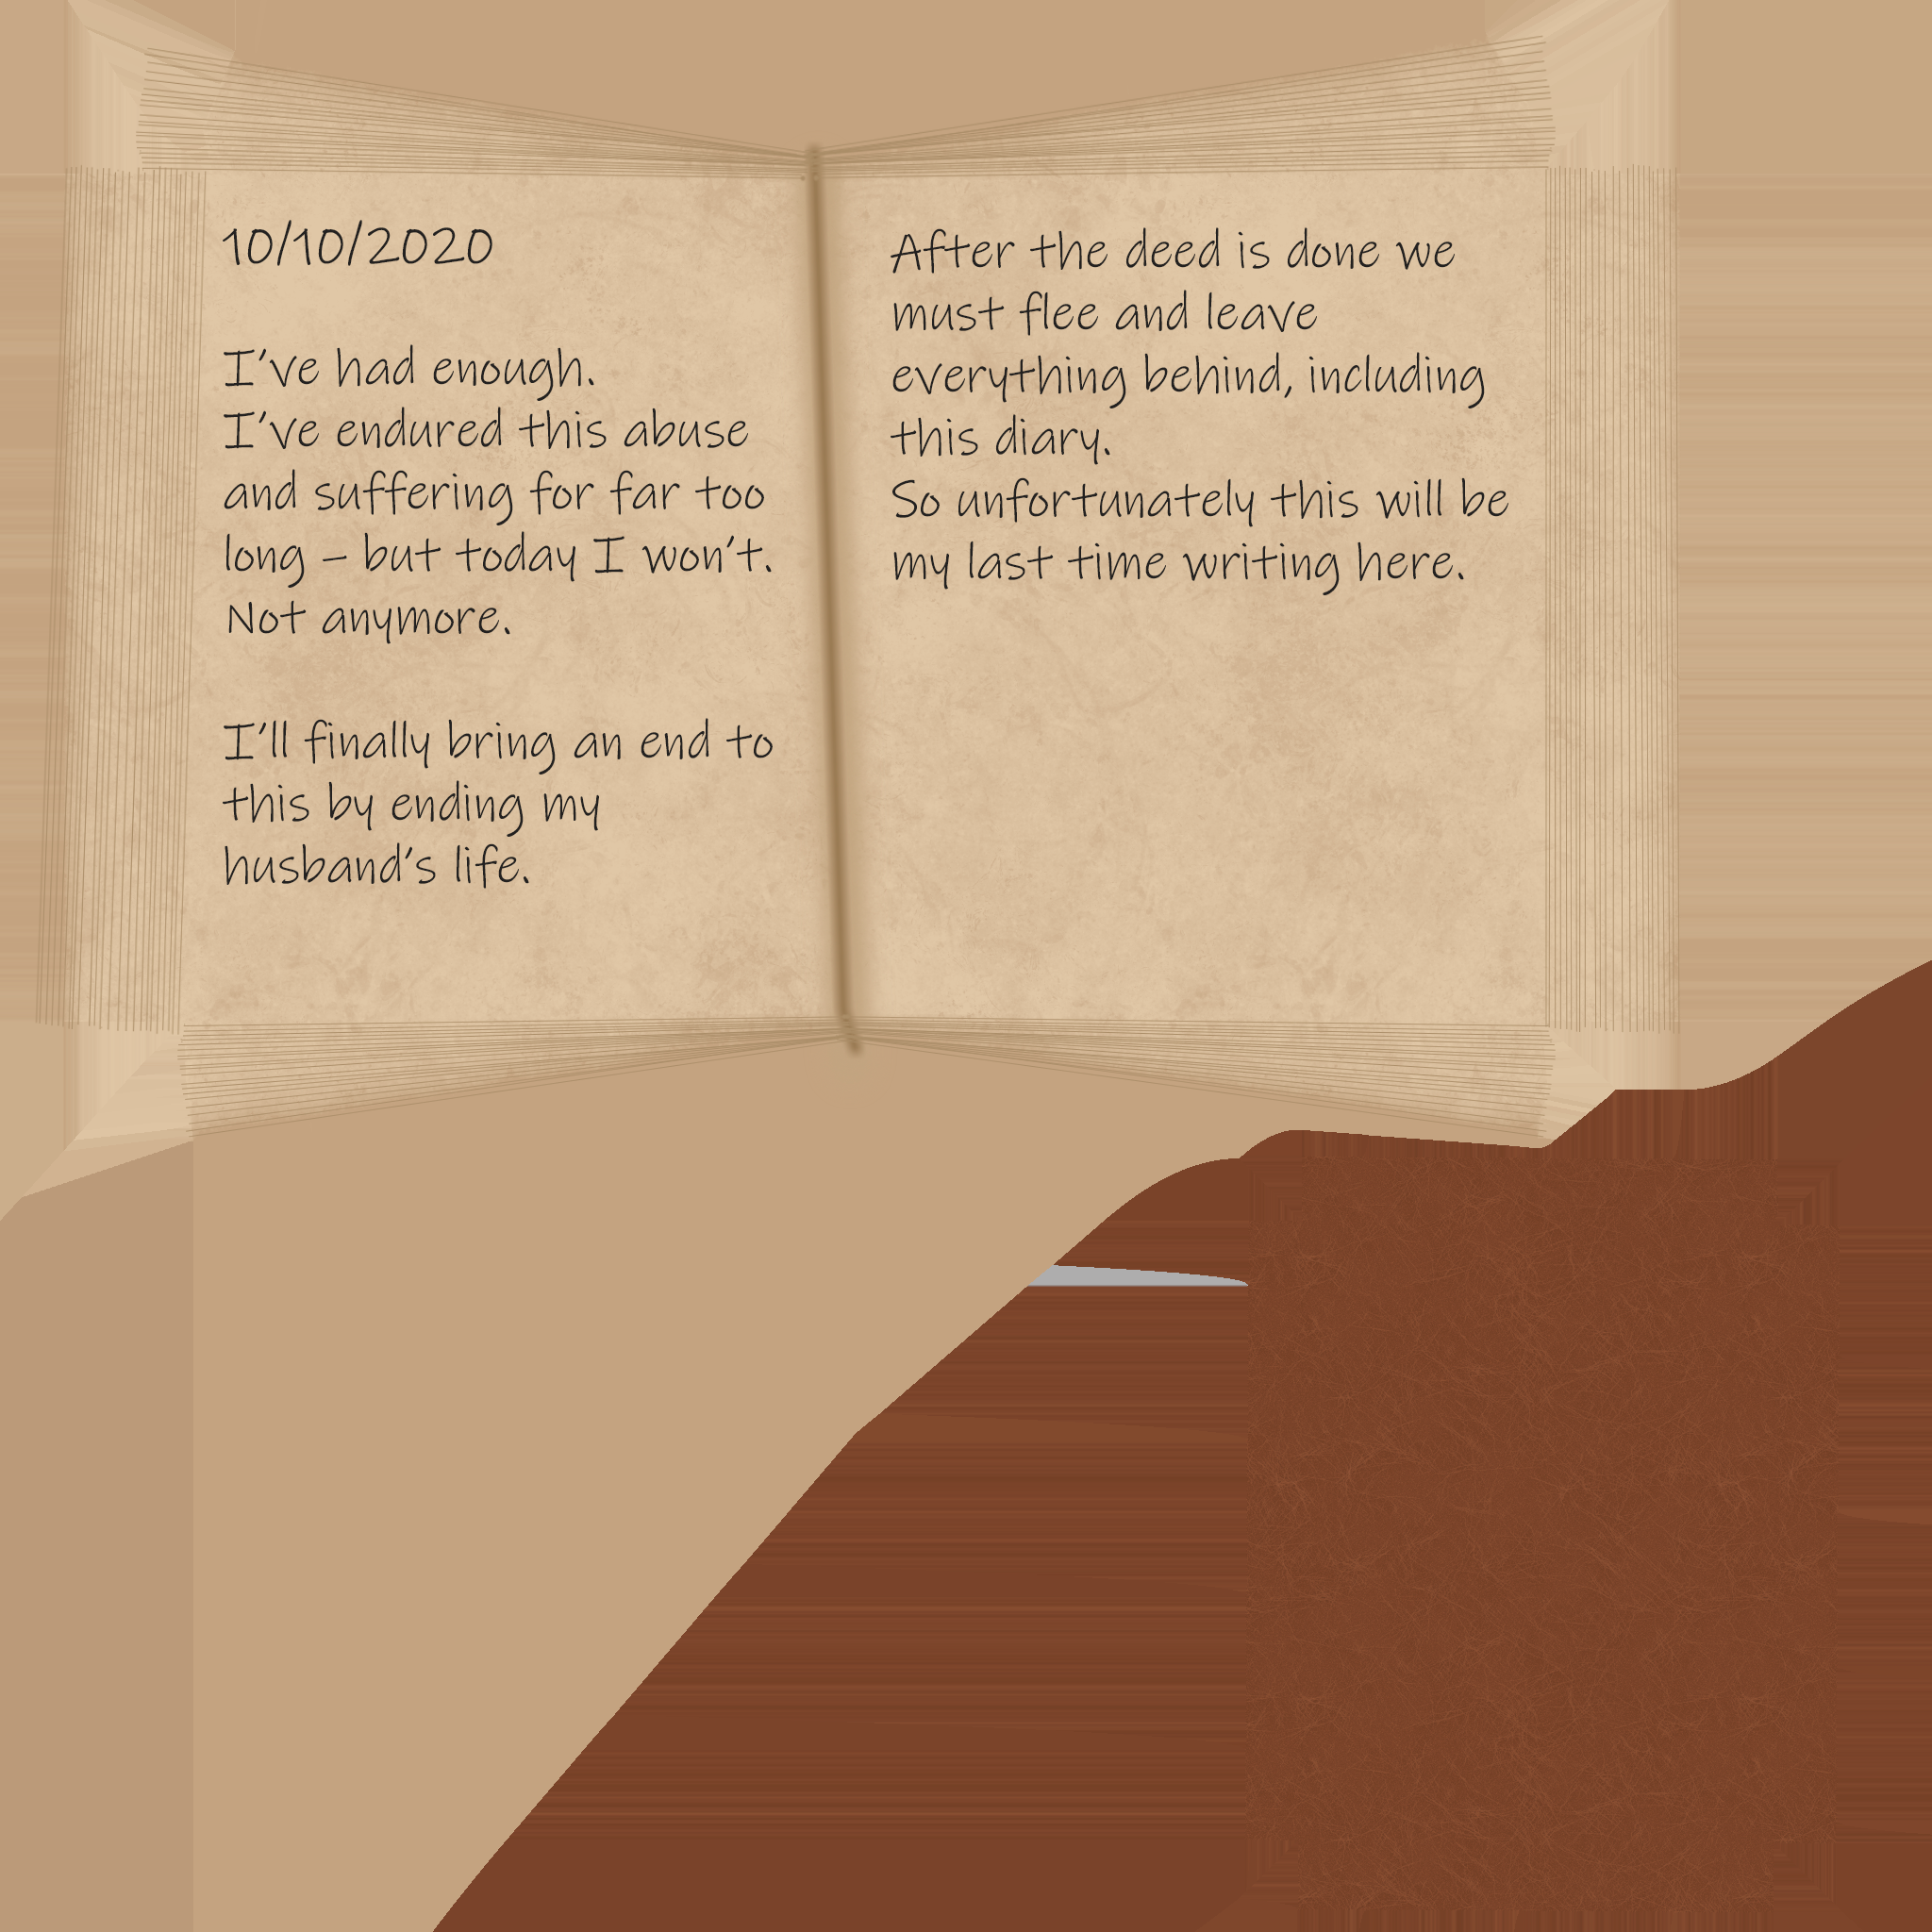 10/10/2020
I've had enough.
I've endured this abuse
and suffering for far too
long – but today I won't.
Not anymore.
I'll finally bring an end to
this by ending my
husband's life.
After the deed is done we
must flee and leave
everything behind, including
this diary.
So unfortunately this will be
my last time writing here.